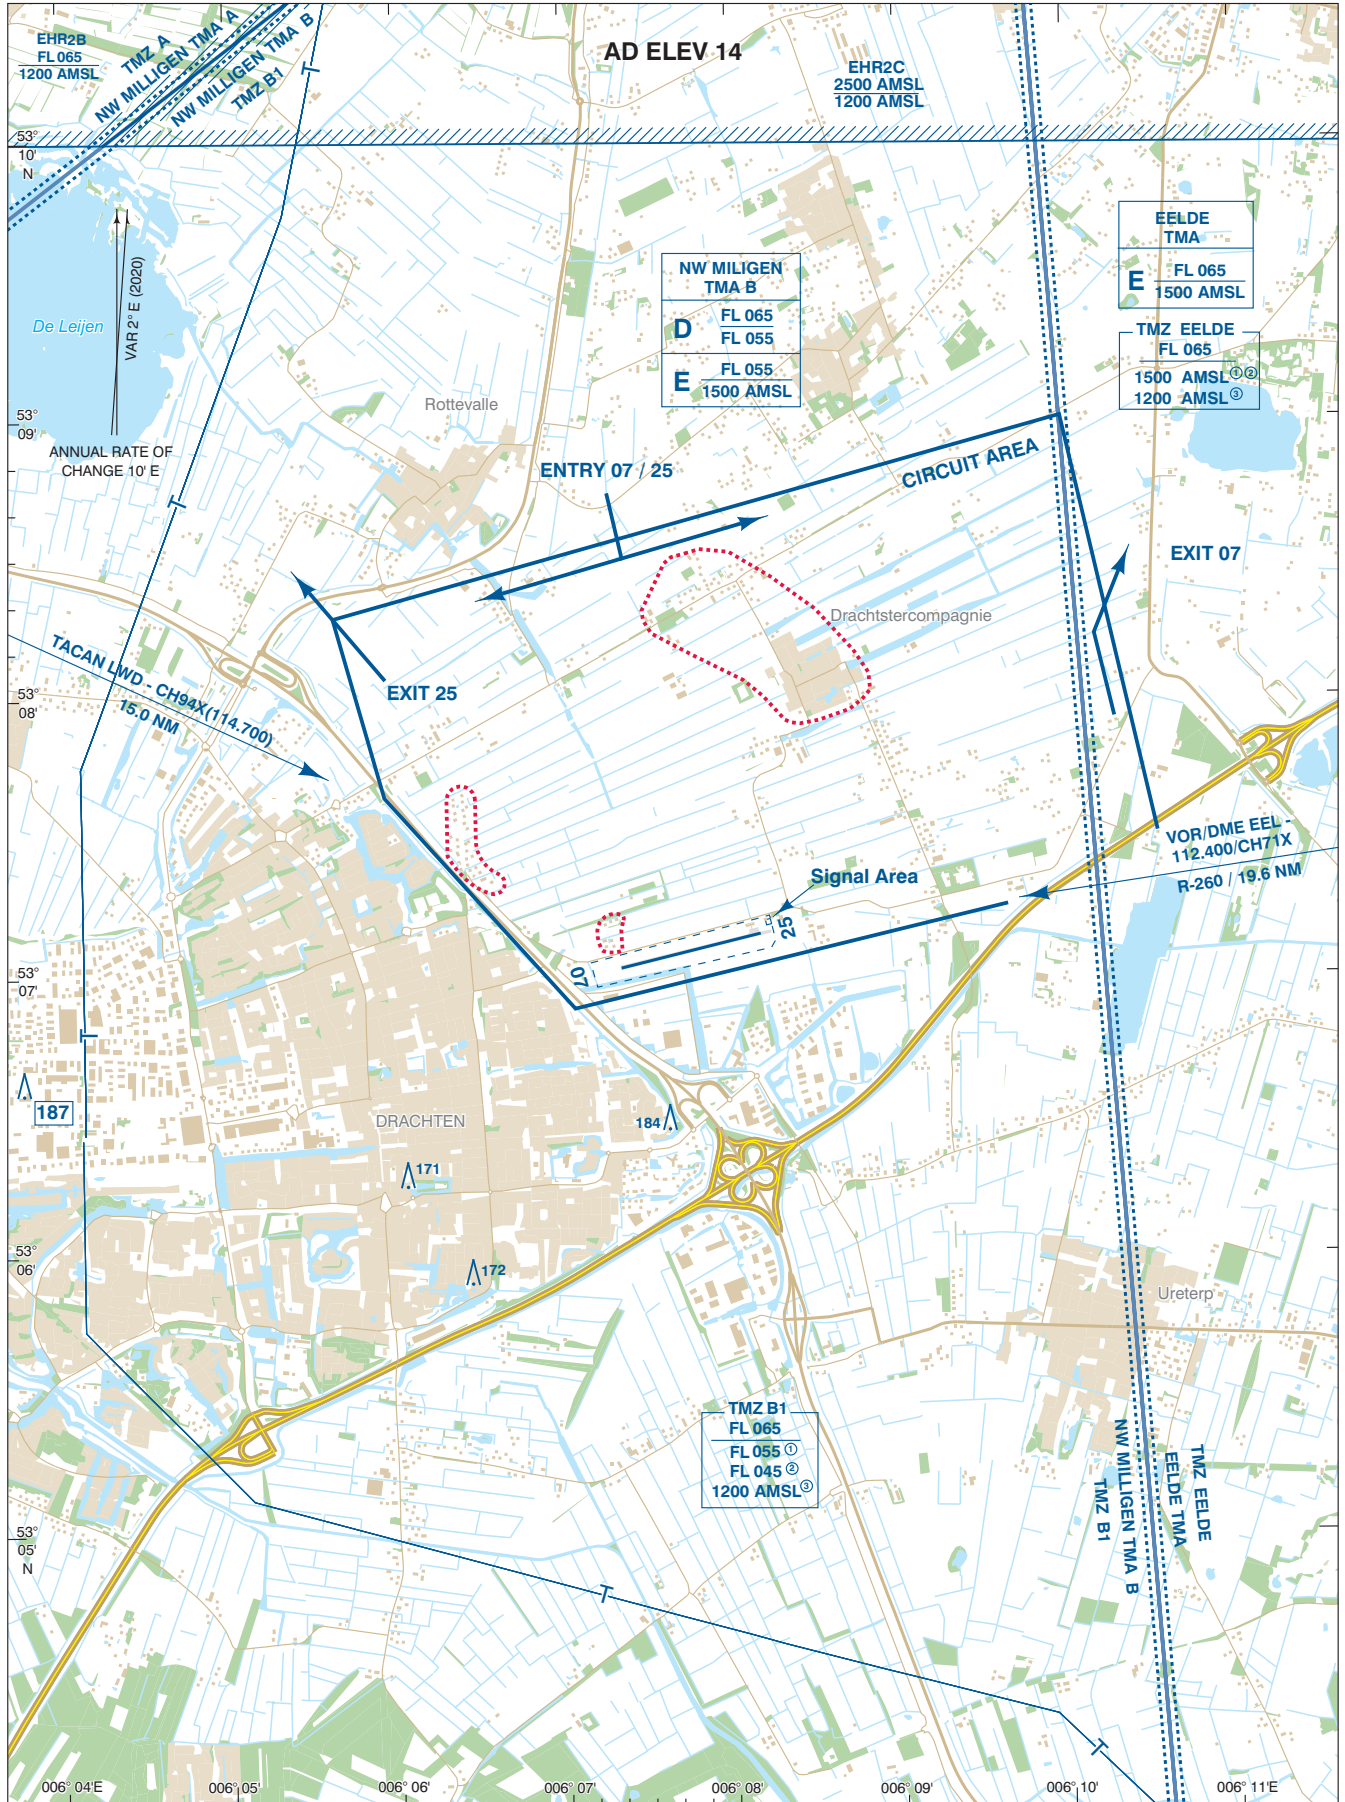 AD ELEV 14
EHR2B
FL 065
1200 AMSL
TMZ A
NW MILLIGEN TMA A
NW MILLIGEN TMA B
TMZ B1
T
EHR2C
2500 AMSL
1200 AMSL
53°
10'
N
VAR 2° E (2020)
De Leijen
ANNUAL RATE OF
CHANGE 10' E
NW MILIGEN
TMA B
D
FL 065
FL 055
E
FL 055
1500 AMSL
EELDE
TMA
E
FL 065
1500 AMSL
TMZ EELDE
FL 065
1500 AMSL ① ②
1200 AMSL ③
53°
09'
Rottevalle
ENTRY 07 / 25
CIRCUIT AREA
T
EXIT 07
Drachtstercompagnie
TACAN LWD - CH94X(114.700)
15.0 NM
EXIT 25
53°
08'
VOR/DME EEL -
112.400/CH71X
R-260 / 19.6 NM
Signal Area
25
07
53°
07'
T
187
DRACHTEN
184
171
172
53°
06'
Ureterp
TMZ B1
FL 065
FL 055 ①
FL 045 ②
1200 AMSL ③
TMZ B1
NW MILLIGEN TMA B
EELDE TMA
TMZ EELDE
53°
05'
N
T
T
006° 04'E
006° 05'
006° 06'
006° 07'
006° 08'
006° 09'
006° 10'
006° 11'E